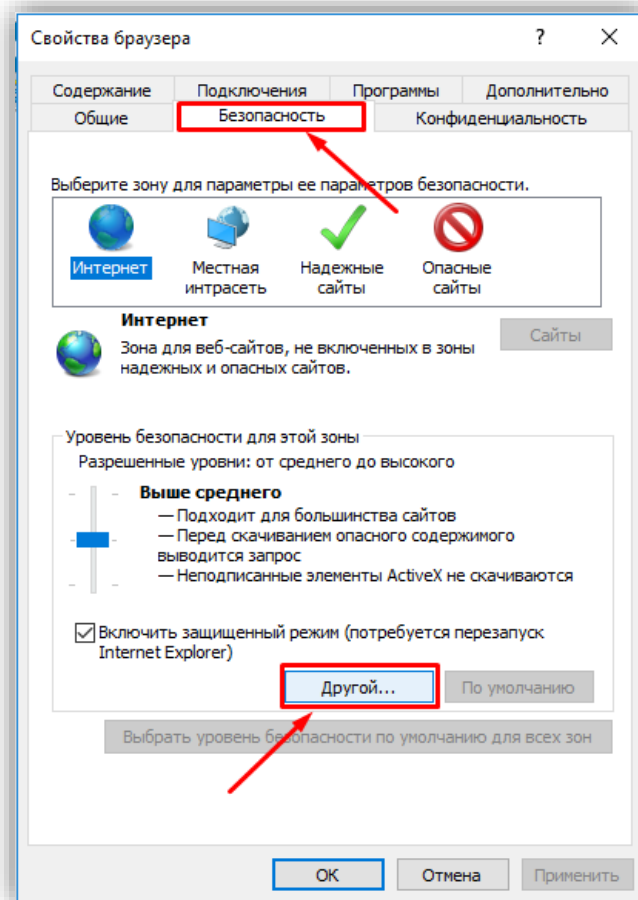 Свойства браузера ?
Содержание Подключения Программы Дополнительно
Общие Безопасность Конфиденциальность
Выберите зону для параметры ее параметров безопасности.
Интернет Местная интрасеть Надежные сайты Опасные сайты
Интернет
Сайты
Зона для веб-сайтов, не включенных в зоны
надежных и опасных сайтов.
Уровень безопасности для этой зоны
Разрешенные уровни: от среднего до высокого
Выше среднего
— Подходит для большинства сайтов
— Перед скачиванием опасного содержимого
выводится запрос
— Неподписанные элементы ActiveX не скачиваются
Включить защищенный режим (потребуется перезапуск
Internet Explorer)
Другой... По умолчанию
Выбрать уровень безопасности по умолчанию для всех зон
ОК Отмена Применить